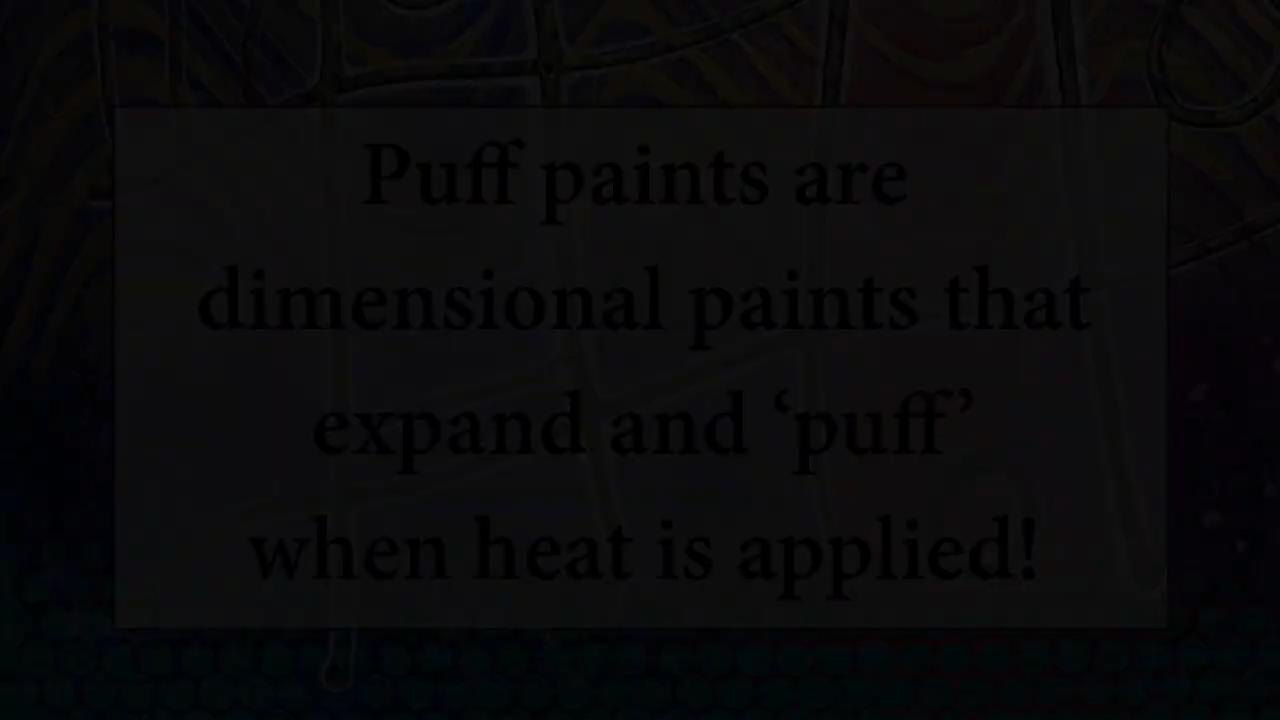 Puff paints are
dimensional paints that
expand and ‘puff’
when heat is applied!